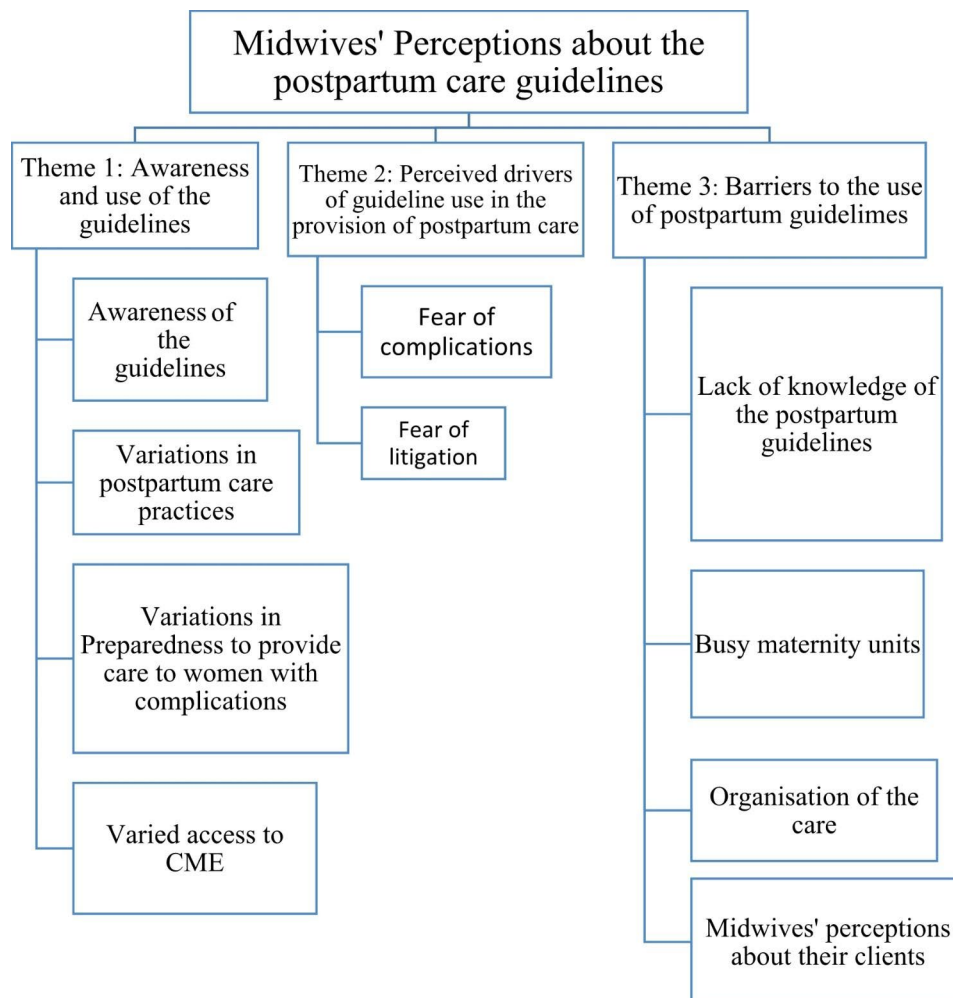 Midwives' Perceptions about the
postpartum care guidelines
Theme 1: Awareness
and use of the
guidelines
Awareness of
the
guidelines
Variations in
postpartum care
practices
Variations in
Preparedness to provide
care to women with
complications
Varied access to
CME
Theme 2: Perceived drivers
of guideline use in the
provision of postpartum care
Fear of
complications
Fear of
litigation
Theme 3: Barriers to the use
of postpartum guidelimes
Lack of knowledge of
the postpartum
guidelines
Busy maternity units
Organisation of the
care
Midwives' perceptions
about their clients